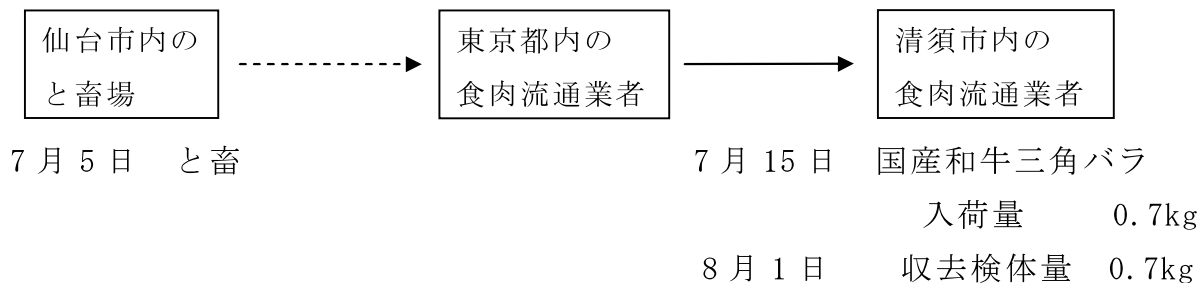 仙台市内の
と畜場
東京都内の
食肉流通業者
清須市内の
食肉流通業者
7月5日　と畜
7月15日　国産和牛三角バラ
入荷量　0.7kg
8月1日　収去検体量　0.7kg